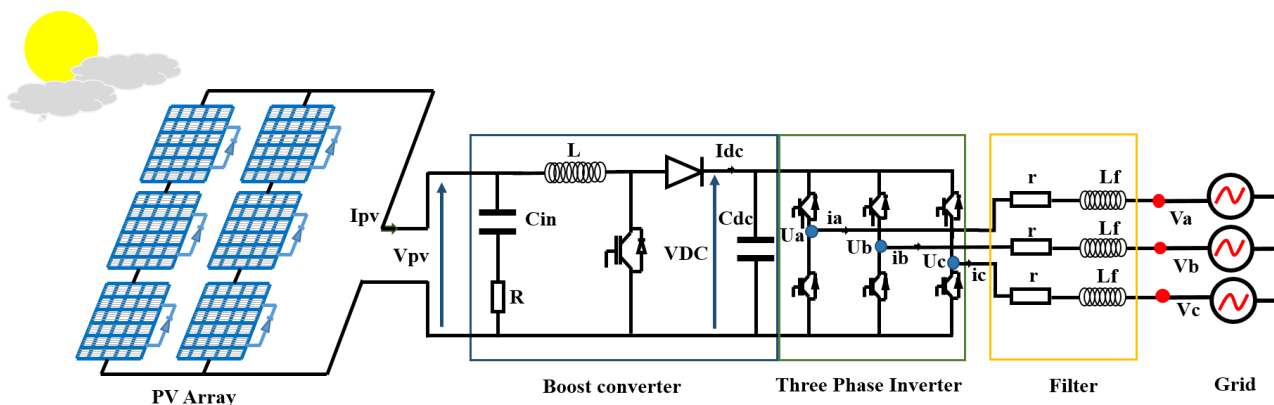 Ipv
Vpv
Cin
R
L
VDC
Idc
Cdc
Ua
ia
Ub
ib
Uc
ic
r
Lf
Va
r
Lf
Vb
r
Lf
Vc
PV Array
Boost converter
Three Phase Inverter
Filter
Grid